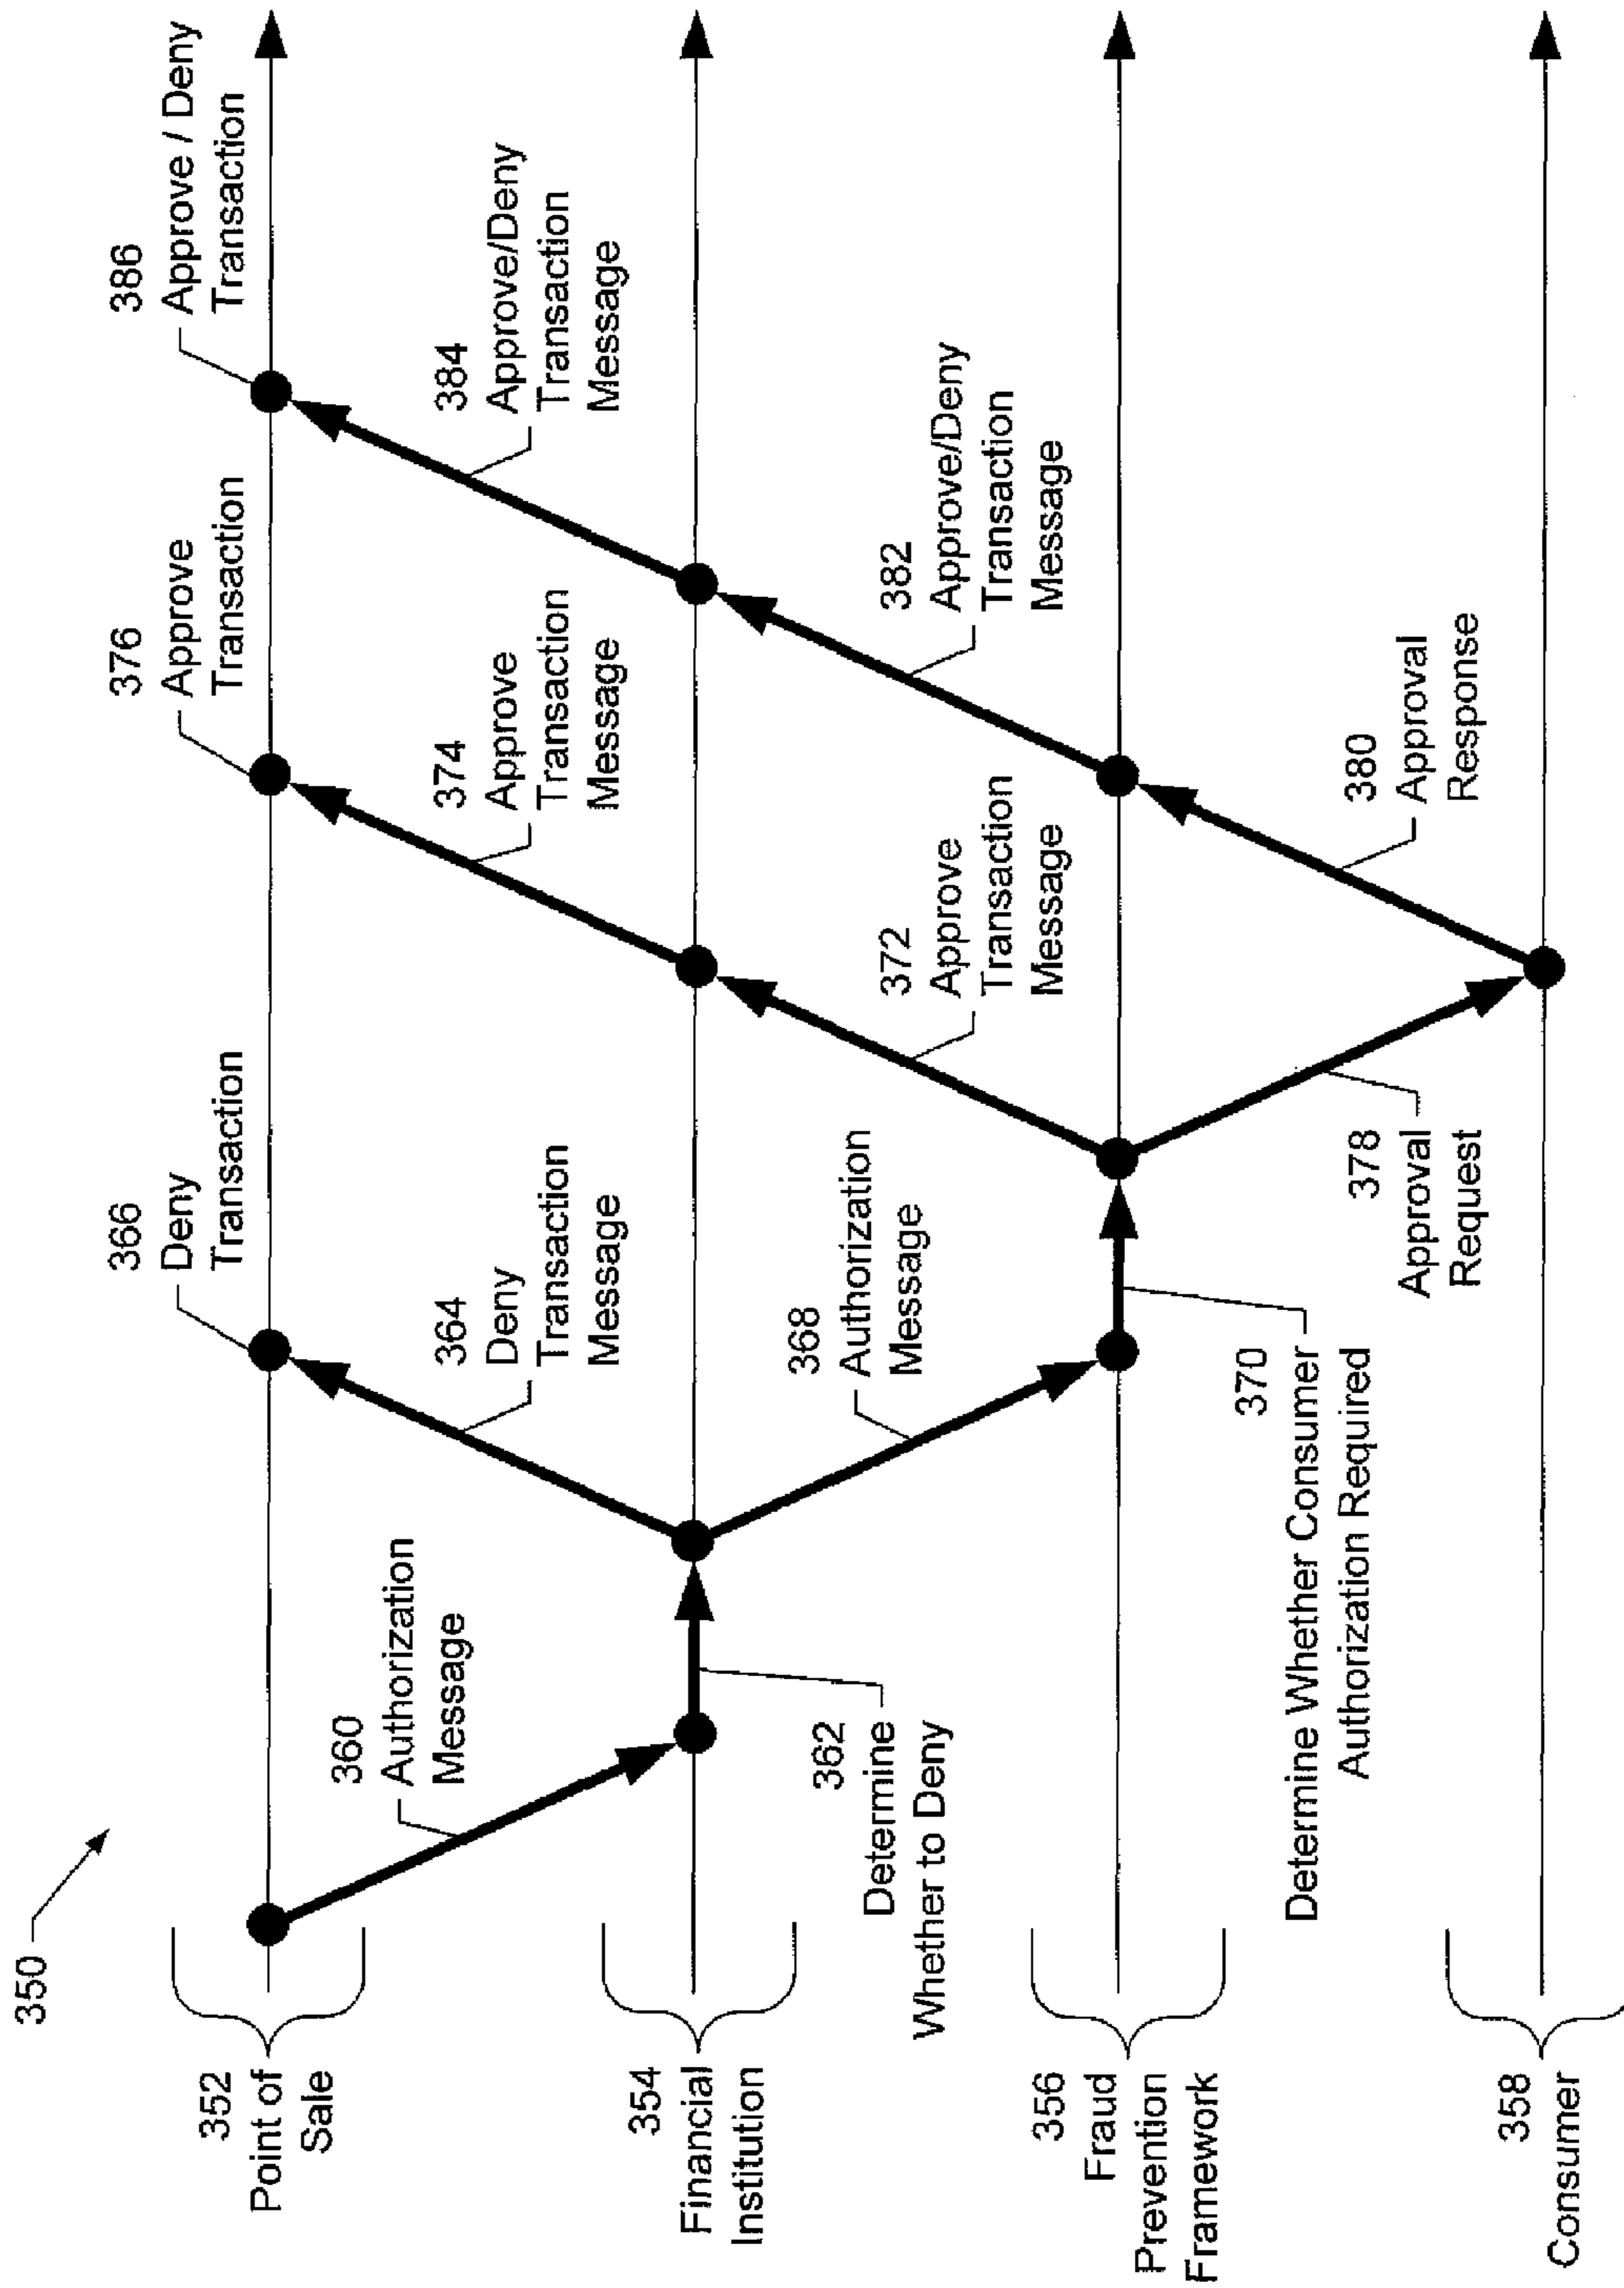 350
352
Point of
Sale
354
Financial
Institution
356
Fraud
Prevention
Framework
358
Consumer
360
Authorization
Message
362
Determine
Whether to Deny
364
Deny
Transaction
Message
366
Deny
Transaction
368
Authorization
Message
370
Determine Whether Consumer
Authorization Required
372
Approve
Transaction
Message
374
Approve
Transaction
Message
376
Approve
Transaction
378
Approval
Request
380
Approval
Response
382
Approve/Deny
Transaction
Message
384
Approve/Deny
Transaction
Message
386
Approve / Deny
Transaction